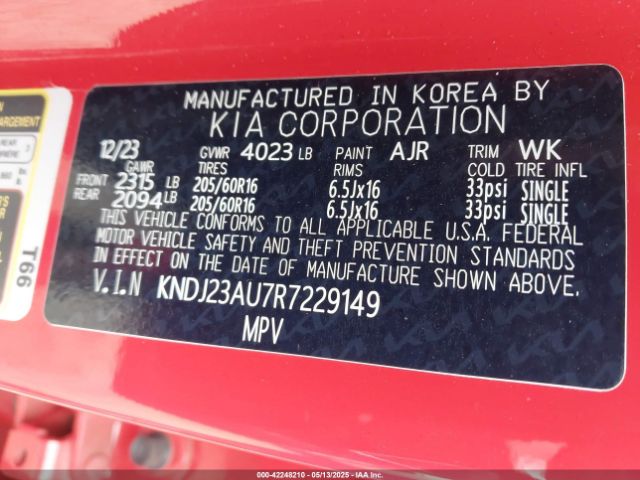 MANUFACTURED IN KOREA BY
KIA CORPORATION
12/23 GVWR 4023 LB PAINT AJR TRIM WK
GAWR TIRES RIMS COLD TIRE INFL
FRONT 2315 LB 205/60R16 6.5Jx16 33psi SINGLE
REAR 2094 LB 205/60R16 6.5Jx16 33psi SINGLE
THIS VEHICLE CONFORMS TO ALL APPLICABLE U.S.A. FEDERAL
MOTOR VEHICLE SAFETY AND THEFT PREVENTION STANDARDS
IN EFFECT ON THE DATE OF MANUFACTURE SHOWN ABOVE.
V.I.N KNDJ23AU7R7229149
MPV
T66
000-42248210 - 05/13/2025 - IAAI.COM